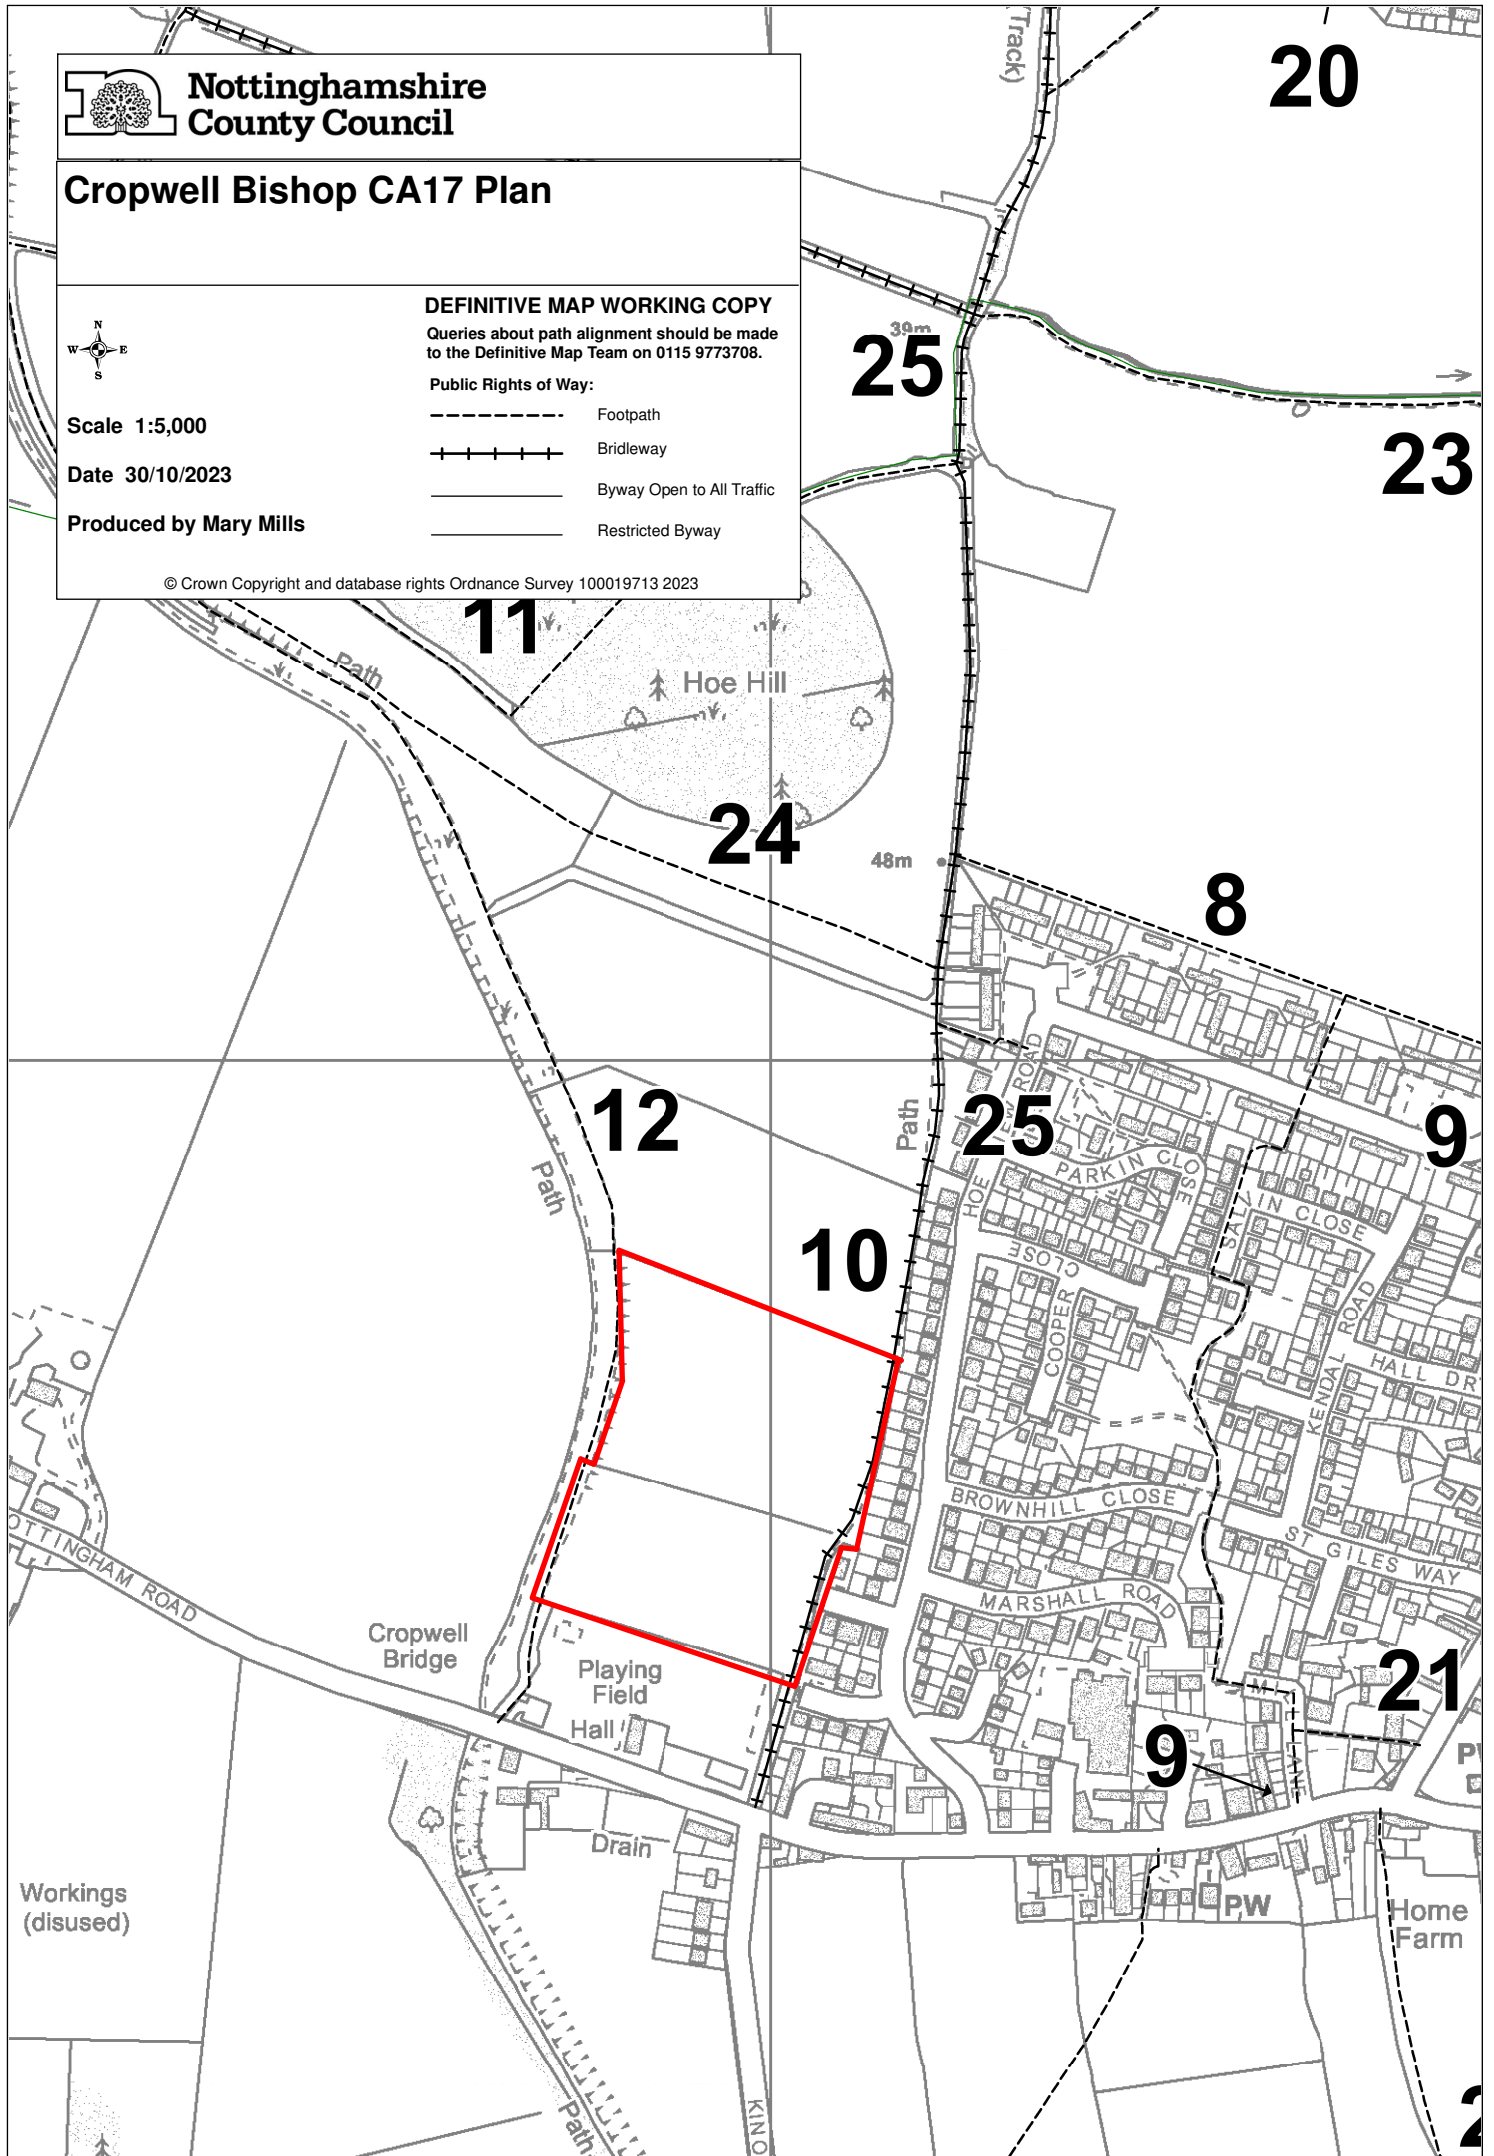 Nottinghamshire
County Council
Cropwell Bishop CA17 Plan
N
W E
S
Scale 1:5,000
Date 30/10/2023
Produced by Mary Mills
DEFINITIVE MAP WORKING COPY
Queries about path alignment should be made
to the Definitive Map Team on 0115 9773708.
Public Rights of Way:
Footpath
Bridleway
Byway Open to All Traffic
Restricted Byway
© Crown Copyright and database rights Ordnance Survey 100019713 2023
Track)
20
39m
25
23
11
Path
Hoe Hill
24
48m
8
12
Path
Path
25
9
10
HOE
ROAD
PARKIN CLOSE
CLOSE
COOPER
IN CLOSE
KENDAL
ROAD
HALL DR
BROWNHILL CLOSE
ST GILES WAY
MARSHALL ROAD
OTTINGHAM ROAD
Cropwell
Bridge
Playing
Field
Hall
21
9
Drain
Workings
(disused)
PW
Home
Farm
Path
KINO
2